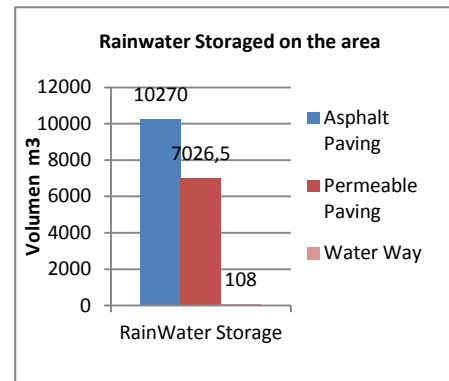 Rainwater Storaged on the area
Volumen m3
12000
10000
8000
6000
4000
2000
0
10270
7026,5
108
RainWater Storage
Asphalt
Paving
Permeable
Paving
Water Way